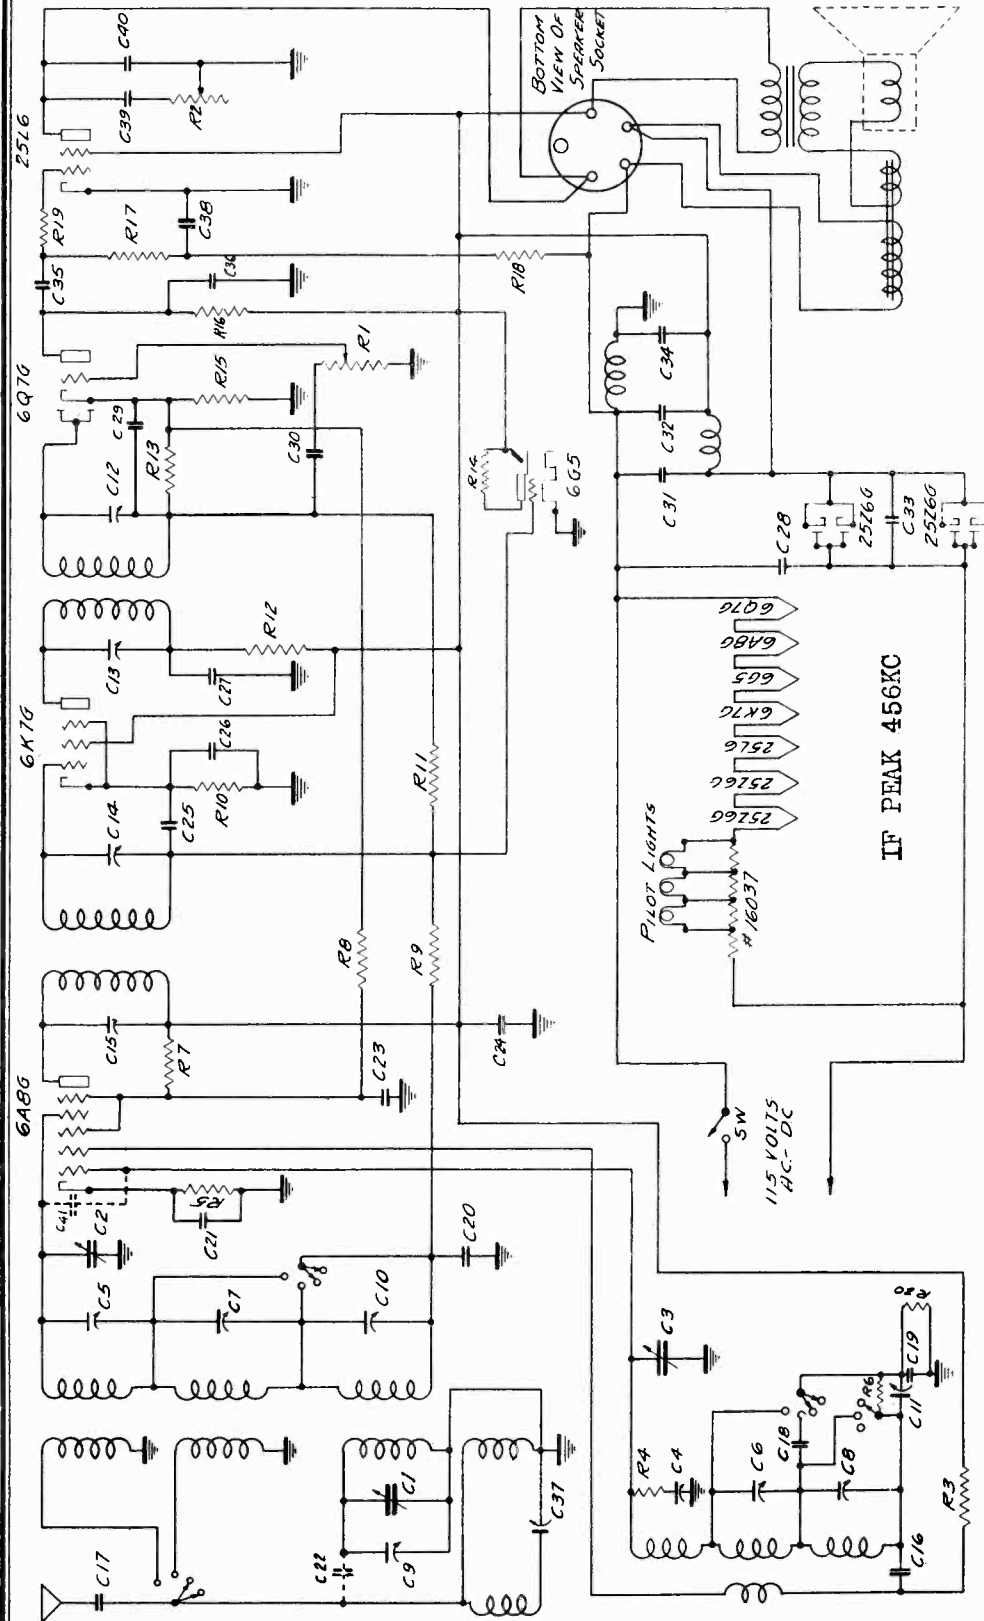 25L6
6Q7G
6K7G
6A8G
C40
C39
R2
R19
R17
C38
C35
C36
R16
R18
R1
R15
C29
C12
R13
C30
R14
6G5
C13
R12
C27
C26
C14
R10
C25
R11
R8
R9
C15
R7
C23
C24
C41
C2
R5
C21
C5
C7
C10
C20
C17
C1
C22
C9
C37
C3
R4
C4
C6
C18
C8
R6
C11
C19
R20
C16
R3
BOTTOM
VIEW OF
SPEAKER
SOCKET
C34
C32
C31
C28
25Z6G
C33
25Z6G
6Q7G
6A8G
6G5
6K7G
25L6
25Z6G
25Z6G
PILOT LIGHTS
#16037
IF PEAK 456KC
SW
115 VOLTS
AC.-DC